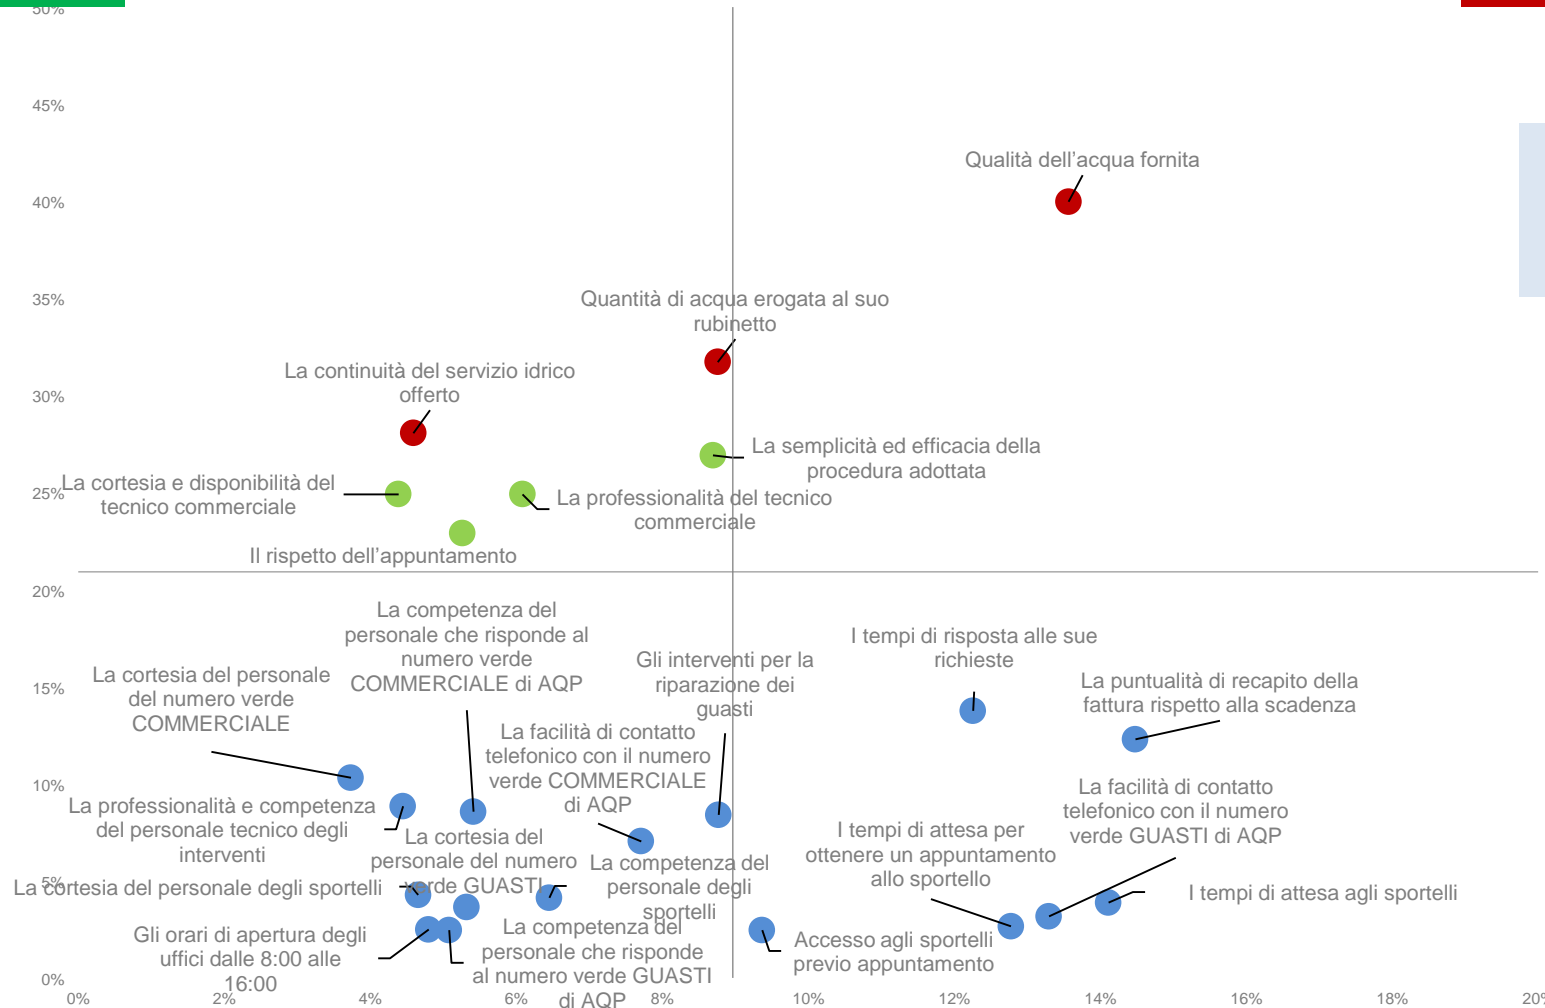 50%
45%
Qualità dell’acqua fornita
40%
35%
Quantità di acqua erogata al suo
rubinetto
La continuità del servizio idrico
offerto
30%
La semplicità ed efficacia della
procedura adottata
La cortesia e disponibilità del
tecnico commerciale
25%
La professionalità del tecnico
commerciale
Il rispetto dell’appuntamento
20%
La competenza del
personale che risponde al
numero verde
COMMERCIALE di AQP
I tempi di risposta alle sue
richieste
Gli interventi per la
riparazione dei
guasti
La cortesia del personale
del numero verde
COMMERCIALE
15%
La puntualità di recapito della
fattura rispetto alla scadenza
La facilità di contatto
telefonico con il numero
verde COMMERCIALE
di AQP
10%
La facilità di contatto
telefonico con il numero
verde GUASTI di AQP
La professionalità e competenza
del personale tecnico degli
interventi
La cortesia del
personale del numero
verde GUASTI
I tempi di attesa per
ottenere un appuntamento
allo sportello
La competenza del
personale degli
sportelli
La cortesia del personale degli sportelli
5%
I tempi di attesa agli sportelli
Gli orari di apertura degli
uffici dalle 8:00 alle
16:00
La competenza del
personale che risponde
al numero verde GUASTI
di AQP
Accesso agli sportelli
previo appuntamento
0%
0% 2% 4% 6% 8% 10% 12% 14% 16% 18% 20%